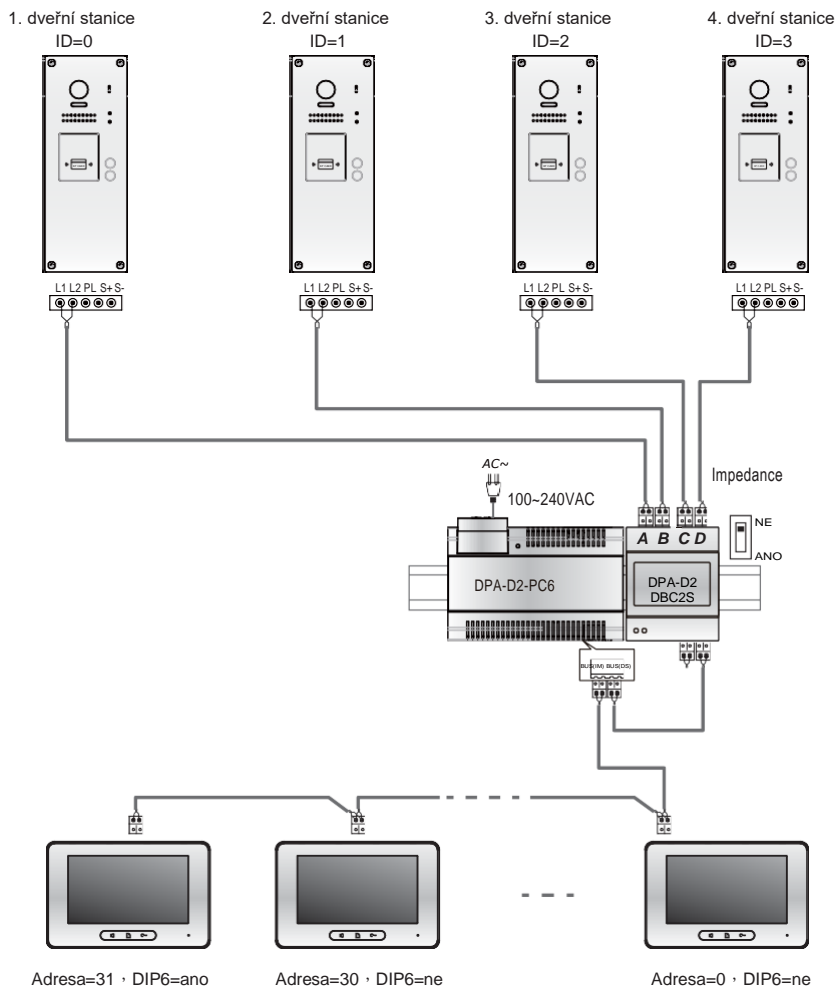 1. dveřní stanice
ID=0
2. dveřní stanice
ID=1
3. dveřní stanice
ID=2
4. dveřní stanice
ID=3
L1 L2 PL S+ S-
L1 L2 PL S+ S-
L1 L2 PL S+ S-
L1 L2 PL S+ S-
AC~
100~240VAC
Impedance
NE
ANO
A B C D
DPA-D2-PC6
DPA-D2
DBC2S
BUS(IM) BUS(DS)
Adresa=31，DIP6=ano
Adresa=30，DIP6=ne
Adresa=0，DIP6=ne